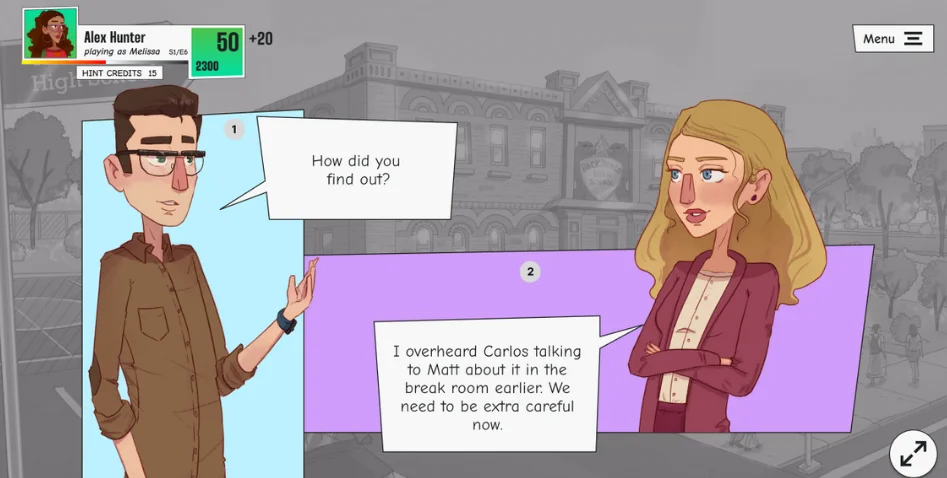 Alex Hunter
playing as Melissa S1/E6
50 +20
2300
HINT CREDITS 15
Menu
High
1
How did you
find out?
2
I overheard Carlos talking
to Matt about it in the
break room earlier. We
need to be extra careful
now.